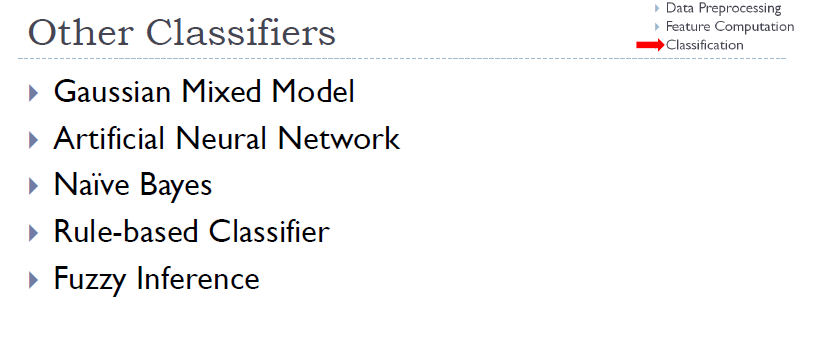 Other Classifiers
Data Preprocessing
Feature Computation
Classification
Gaussian Mixed Model
Artificial Neural Network
Naïve Bayes
Rule-based Classifier
Fuzzy Inference